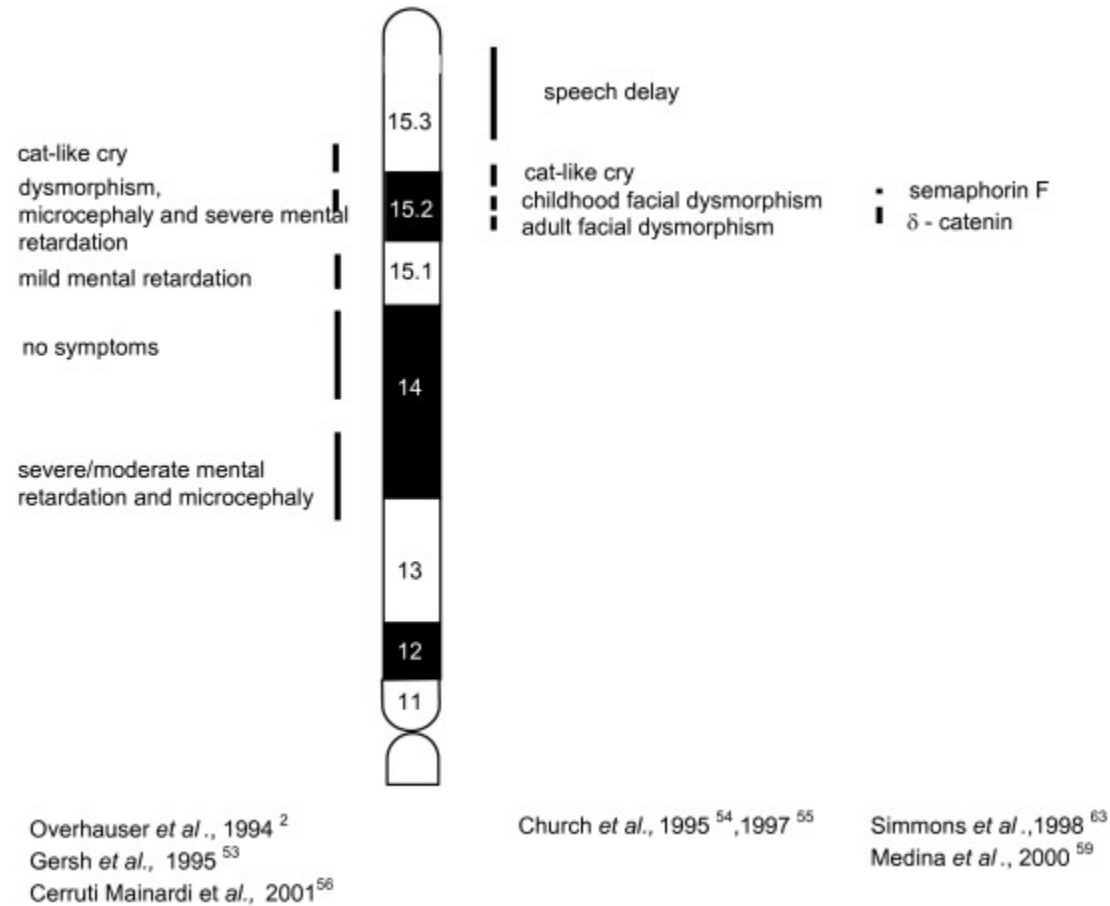 speech delay
15.3
cat-like cry
dysmorphism,
microcephaly and severe mental
retardation
mild mental retardation
no symptoms
severe/moderate mental
retardation and microcephaly
15.2
15.1
14
13
12
11
cat-like cry
childhood facial dysmorphism
adult facial dysmorphism
semaphorin F
δ - catenin
Overhauser et al ., 1994 2
Gersh et al., 1995 53
Cerruti Mainardi et al., 2001 56
Church et al., 1995 54,1997 55
Simmons et al .,1998 63
Medina et al ., 2000 59